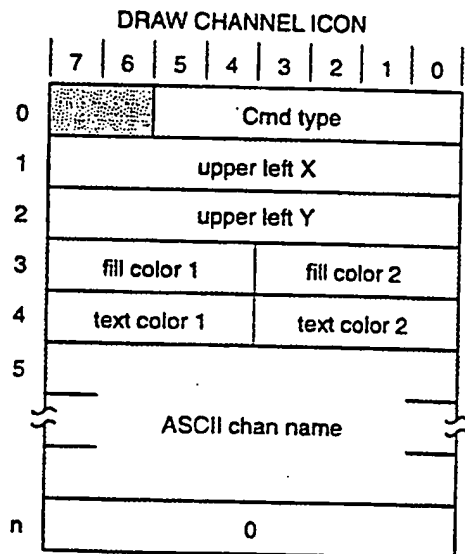 DRAW CHANNEL ICON
7 6 5 4 3 2 1 0
0 Cmd type
1 upper left X
2 upper left Y
3 fill color 1 fill color 2
4 text color 1 text color 2
5
ASCII chan name
n 0